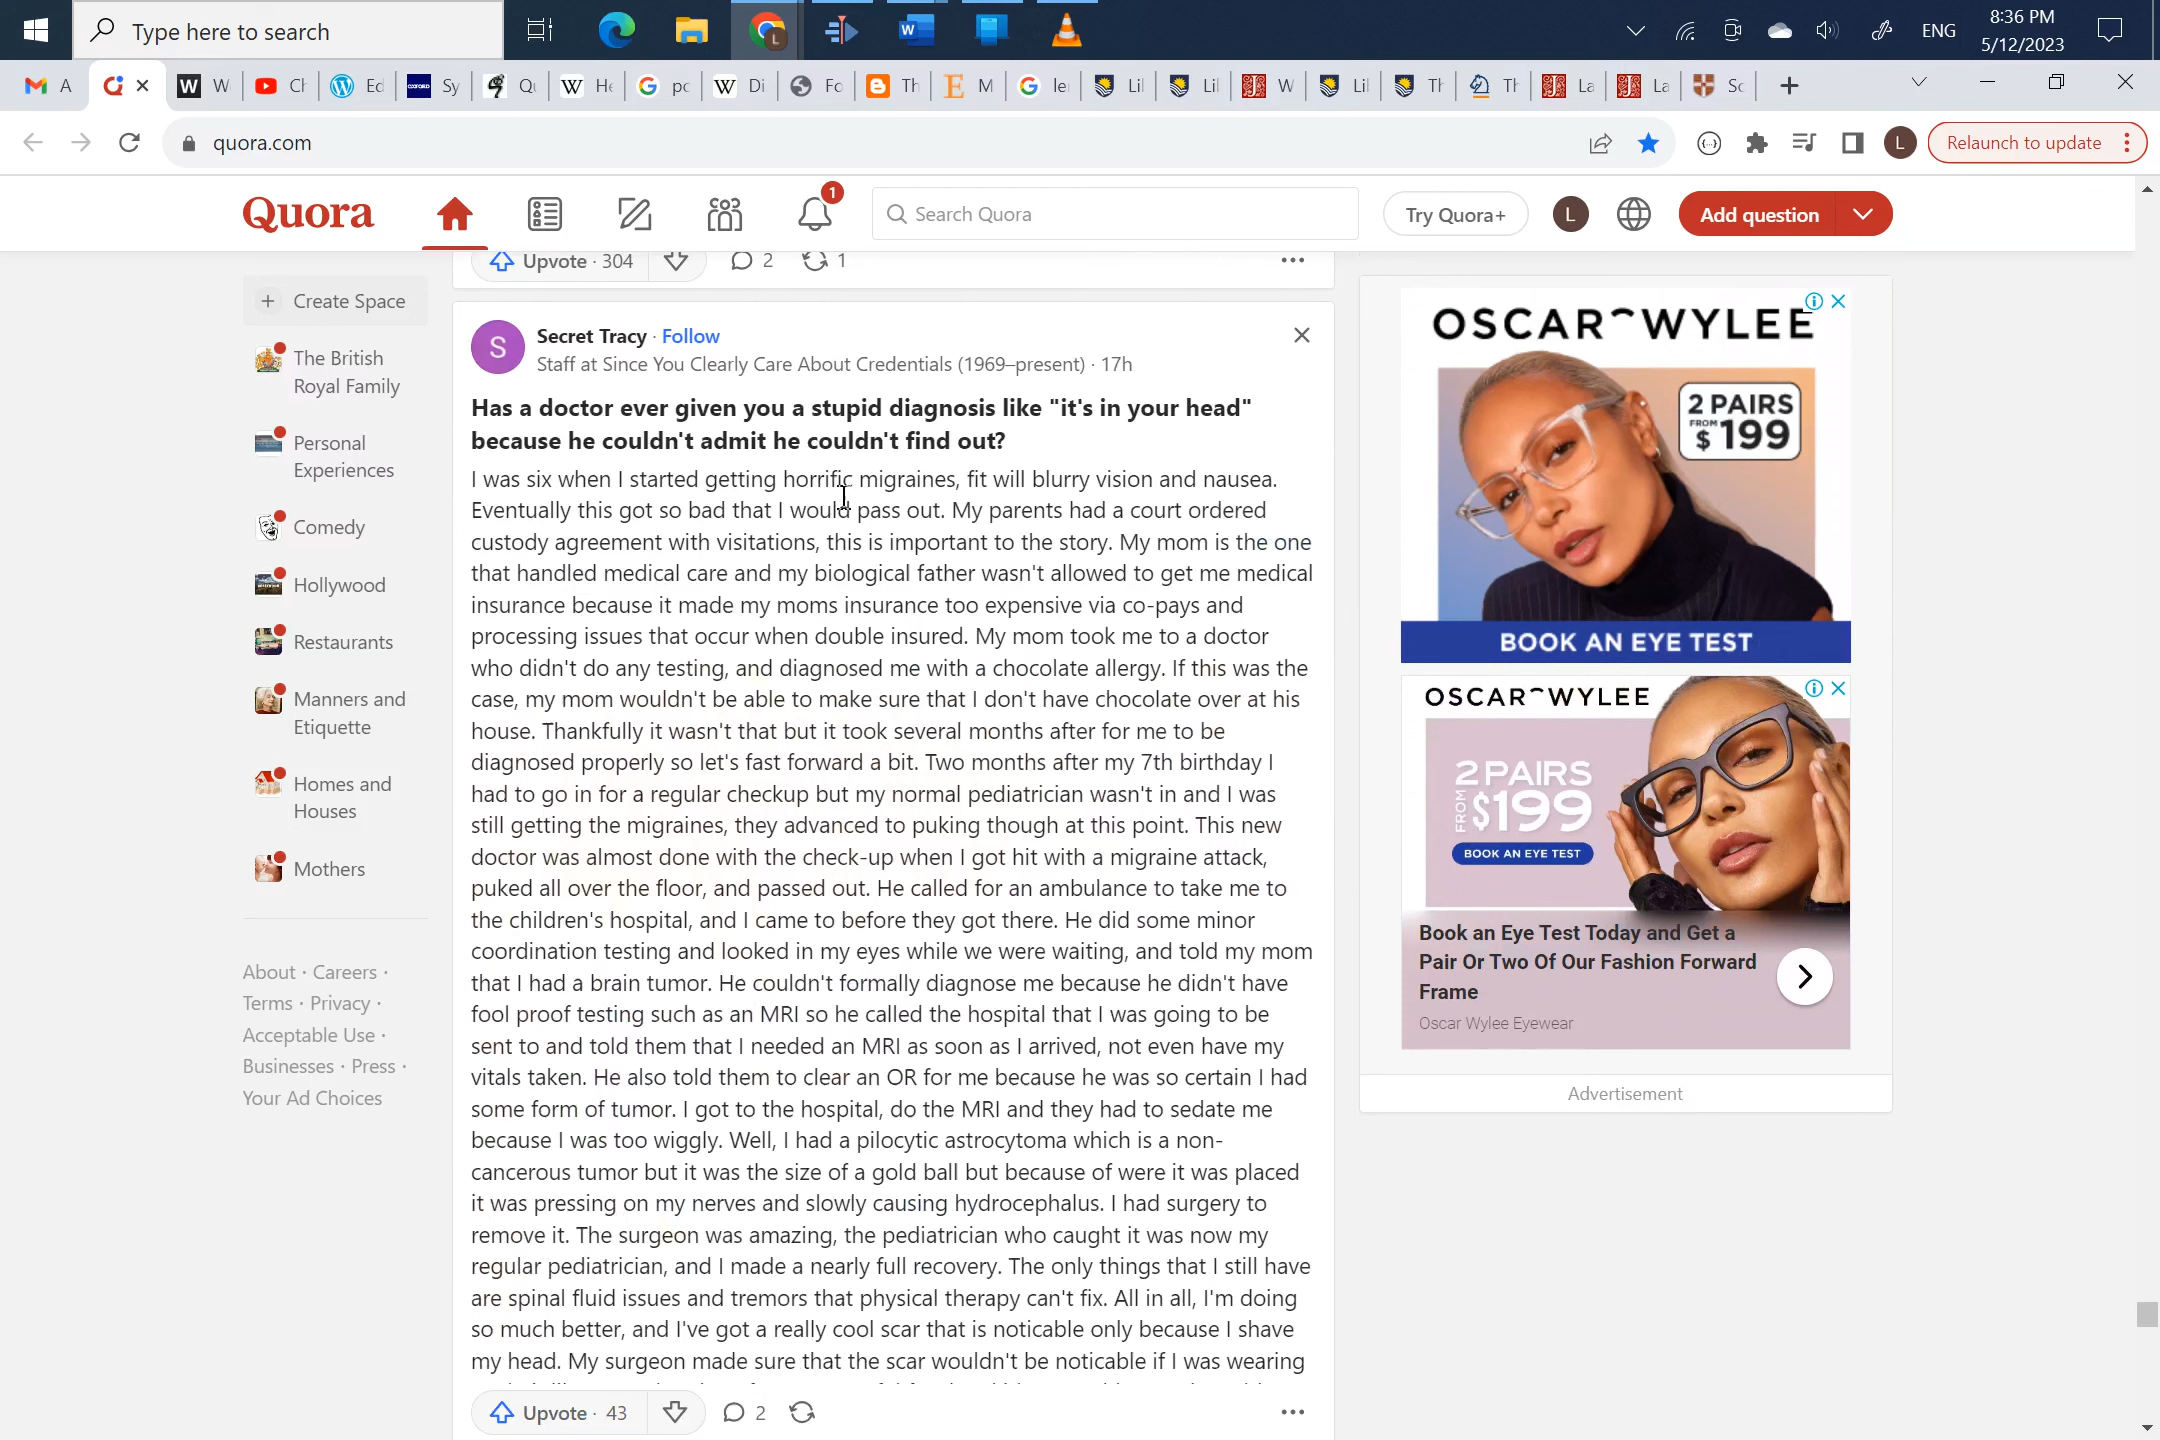 Type here to search
ENG
8:36 PM
5/12/2023
A
W
Ch
Ed
OXFORD
Sy
Qu
He
pc
Di
Fo
Th
M
lei
Lil
Lil
W
Lil
Th
Th
La
La
Sc
quora.com
L
Relaunch to update
Quora
1
Search Quora
Try Quora+
L
Add question
Upvote · 304
2
1
Create Space
The British
Royal Family
Personal
Experiences
Comedy
Hollywood
Restaurants
Manners and
Etiquette
Homes and
Houses
Mothers
About · Careers ·
Terms · Privacy ·
Acceptable Use ·
Businesses · Press ·
Your Ad Choices
S
Secret Tracy · Follow
Staff at Since You Clearly Care About Credentials (1969–present) · 17h
Has a doctor ever given you a stupid diagnosis like "it's in your head"
because he couldn't admit he couldn't find out?
I was six when I started getting horrific migraines, fit will blurry vision and nausea.
Eventually this got so bad that I would pass out. My parents had a court ordered
custody agreement with visitations, this is important to the story. My mom is the one
that handled medical care and my biological father wasn't allowed to get me medical
insurance because it made my moms insurance too expensive via co-pays and
processing issues that occur when double insured. My mom took me to a doctor
who didn't do any testing, and diagnosed me with a chocolate allergy. If this was the
case, my mom wouldn't be able to make sure that I don't have chocolate over at his
house. Thankfully it wasn't that but it took several months after for me to be
diagnosed properly so let's fast forward a bit. Two months after my 7th birthday I
had to go in for a regular checkup but my normal pediatrician wasn't in and I was
still getting the migraines, they advanced to puking though at this point. This new
doctor was almost done with the check-up when I got hit with a migraine attack,
puked all over the floor, and passed out. He called for an ambulance to take me to
the children's hospital, and I came to before they got there. He did some minor
coordination testing and looked in my eyes while we were waiting, and told my mom
that I had a brain tumor. He couldn't formally diagnose me because he didn't have
fool proof testing such as an MRI so he called the hospital that I was going to be
sent to and told them that I needed an MRI as soon as I arrived, not even have my
vitals taken. He also told them to clear an OR for me because he was so certain I had
some form of tumor. I got to the hospital, do the MRI and they had to sedate me
because I was too wiggly. Well, I had a pilocytic astrocytoma which is a non-
cancerous tumor but it was the size of a gold ball but because of were it was placed
it was pressing on my nerves and slowly causing hydrocephalus. I had surgery to
remove it. The surgeon was amazing, the pediatrician who caught it was now my
regular pediatrician, and I made a nearly full recovery. The only things that I still have
are spinal fluid issues and tremors that physical therapy can't fix. All in all, I'm doing
so much better, and I've got a really cool scar that is noticable only because I shave
my head. My surgeon made sure that the scar wouldn't be noticable if I was wearing
Upvote · 43
2
OSCAR WYLEE
2 PAIRS
FROM
$199
BOOK AN EYE TEST
OSCAR WYLEE
2 PAIRS
FROM
$199
BOOK AN EYE TEST
Book an Eye Test Today and Get a
Pair Or Two Of Our Fashion Forward
Frame
Oscar Wylee Eyewear
Advertisement